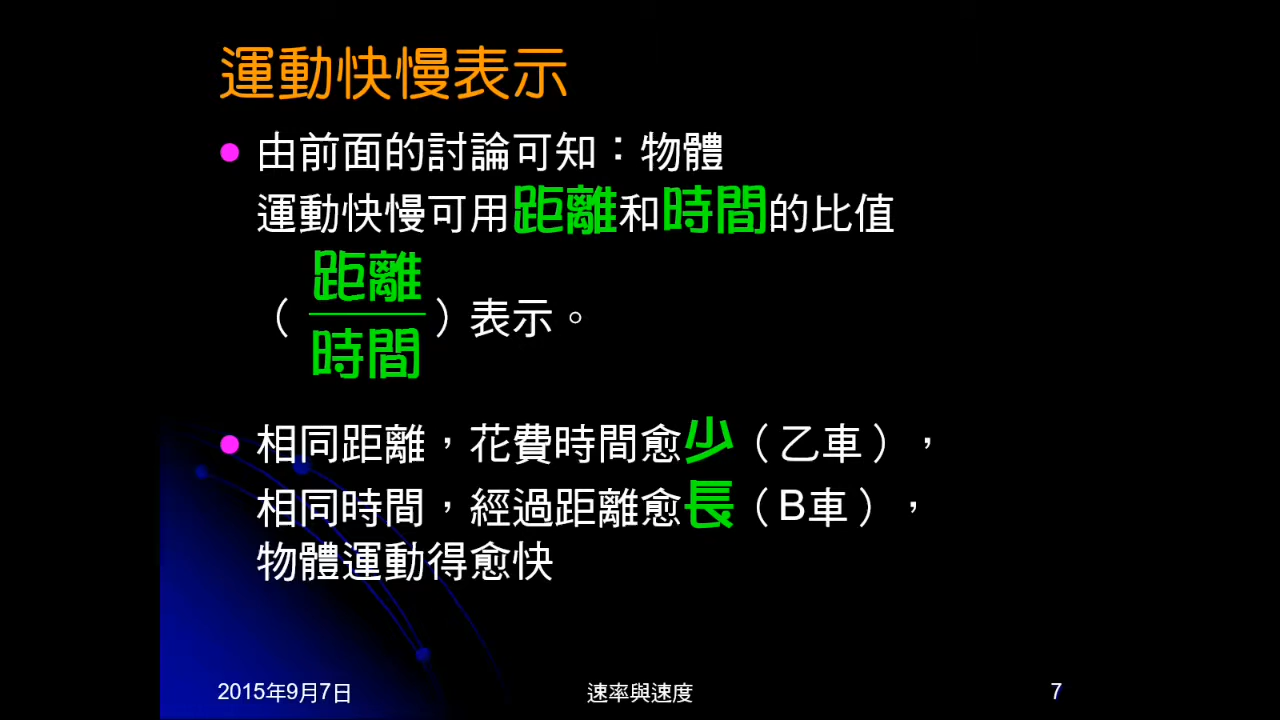 運動快慢表示
由前面的討論可知：物體
運動快慢可用距離和時間的比值
（距離
時間）表示。
相同距離，花費時間愈少（乙車），
相同時間，經過距離愈長（B車），
物體運動得愈快
2015年9月7日 速率與速度 7